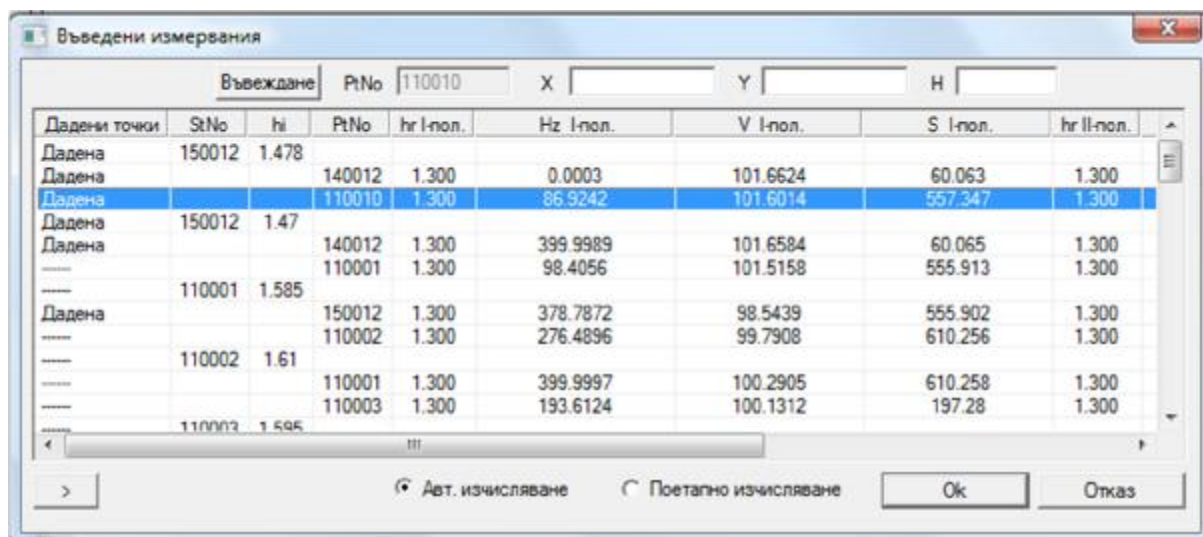 Въведени измервания
Въвеждане PtNo 110010 X Y H
Дадени точки StNo hi PtNo hr I-пол. Hz I-пол. V I-пол. S I-пол. hr II-пол.
Дадена 150012 1.478
Дадена 140012 1.300 0.0003 101.6624 60.063 1.300
Дадена 110010 1.300 86.9242 101.6014 557.347 1.300
Дадена 150012 1.47
Дадена 140012 1.300 399.9989 101.6584 60.065 1.300
------ 110001 1.300 98.4056 101.5158 555.913 1.300
------ 110001 1.585
Дадена 150012 1.300 378.7872 98.5439 555.902 1.300
------ 110002 1.300 276.4896 99.7908 610.256 1.300
------ 110002 1.61
------ 110001 1.300 399.9997 100.2905 610.258 1.300
------ 110003 1.300 193.6124 100.1312 197.28 1.300
------ 110003 1.595
> Авт. изчисляване Поетапно изчисляване Ok Отказ